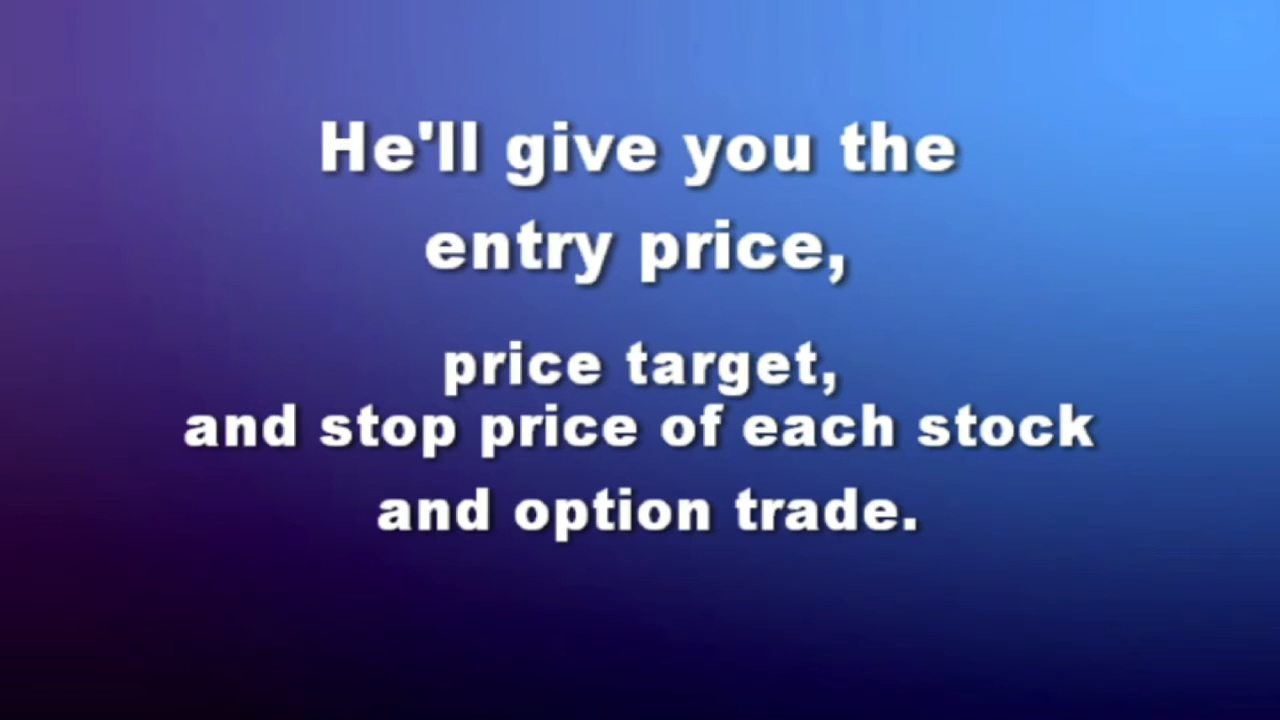 He'll give you the
entry price,
price target,
and stop price of each stock
and option trade.